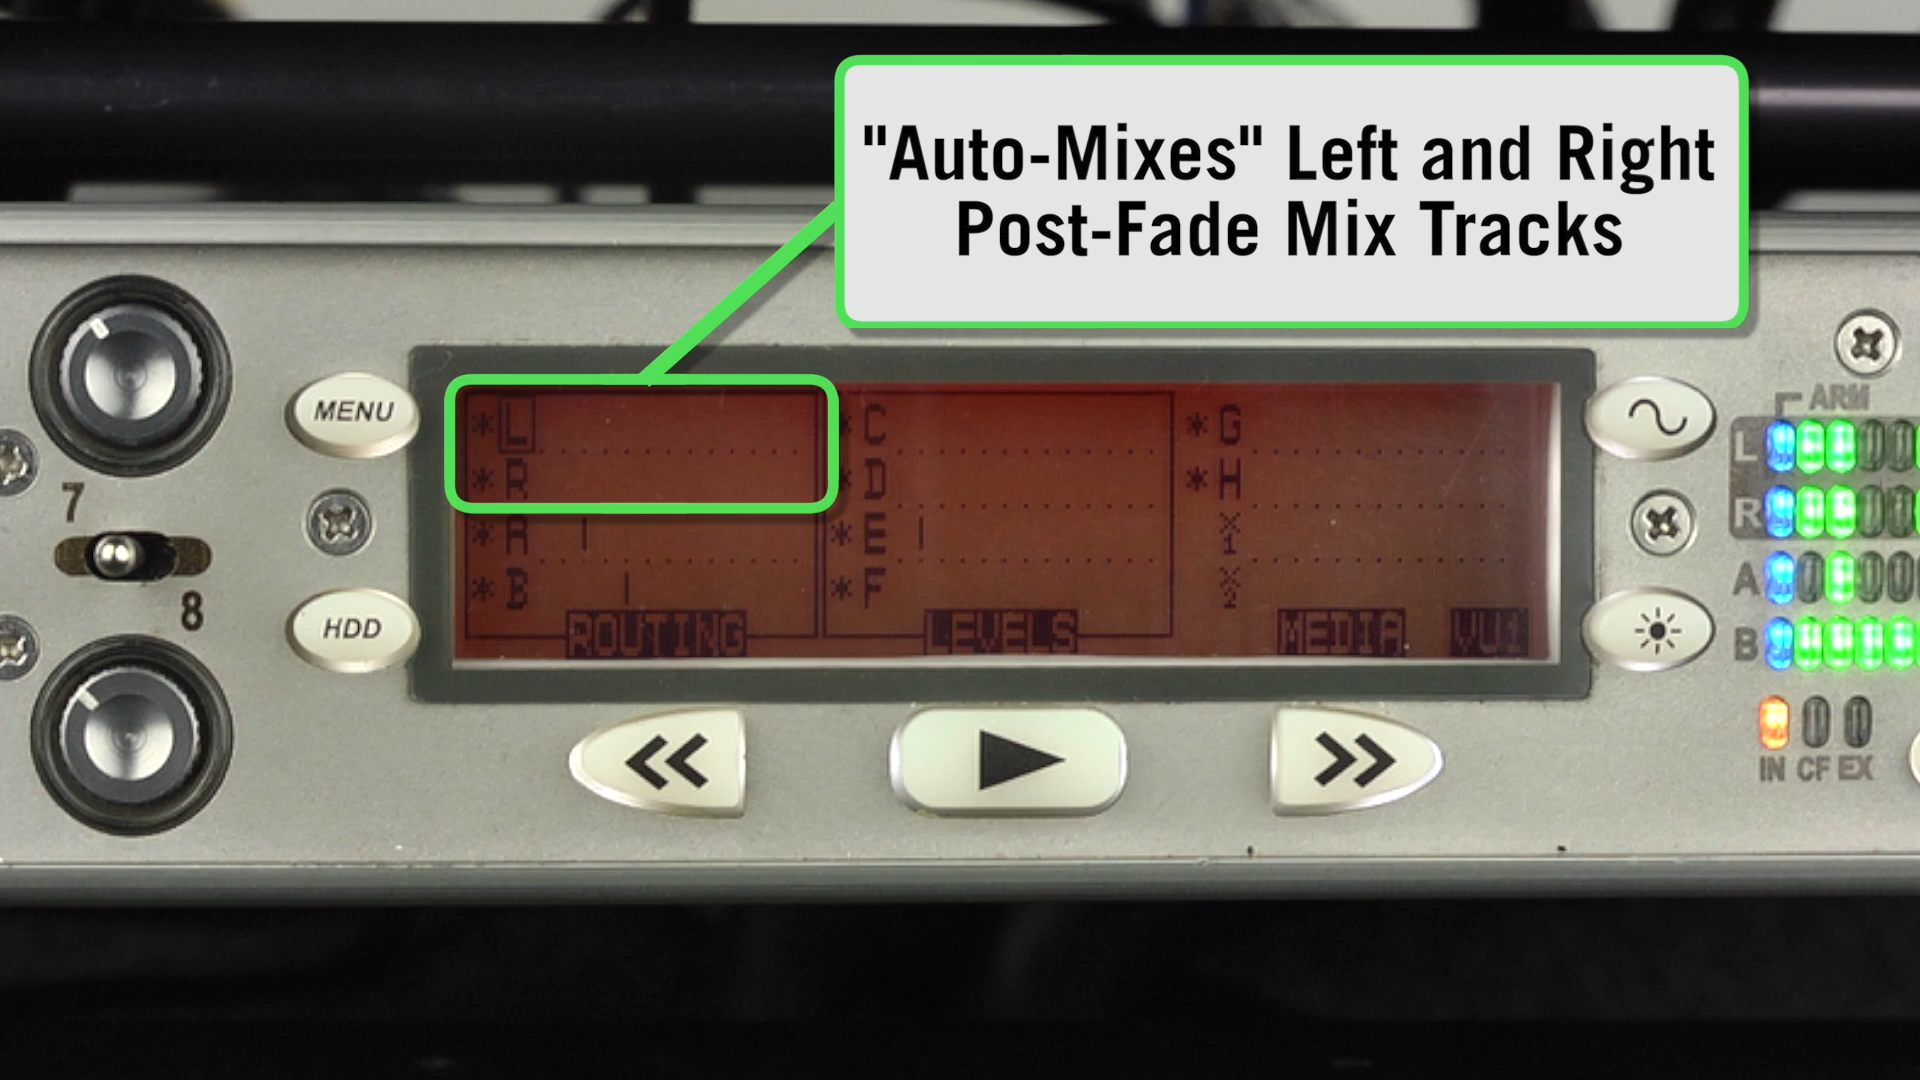 "Auto-Mixes" Left and Right
Post-Fade Mix Tracks
7
8
MENU
HDD
*L
*R
*A
*B
*C
*D
*E
*F
*G
*H
X1
X2
ROUTING
LEVELS
MEDIA
VU1
ARM
L
R
A
B
IN CF EX